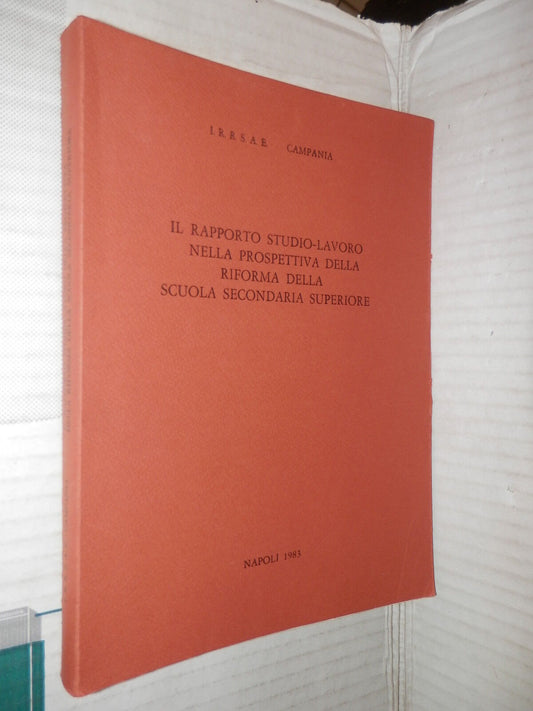 I.R.R.S.A.E. CAMPANIA
IL RAPPORTO STUDIO-LAVORO
NELLA PROSPETTIVA DELLA
RIFORMA DELLA
SCUOLA SECONDARIA SUPERIORE
NAPOLI 1983